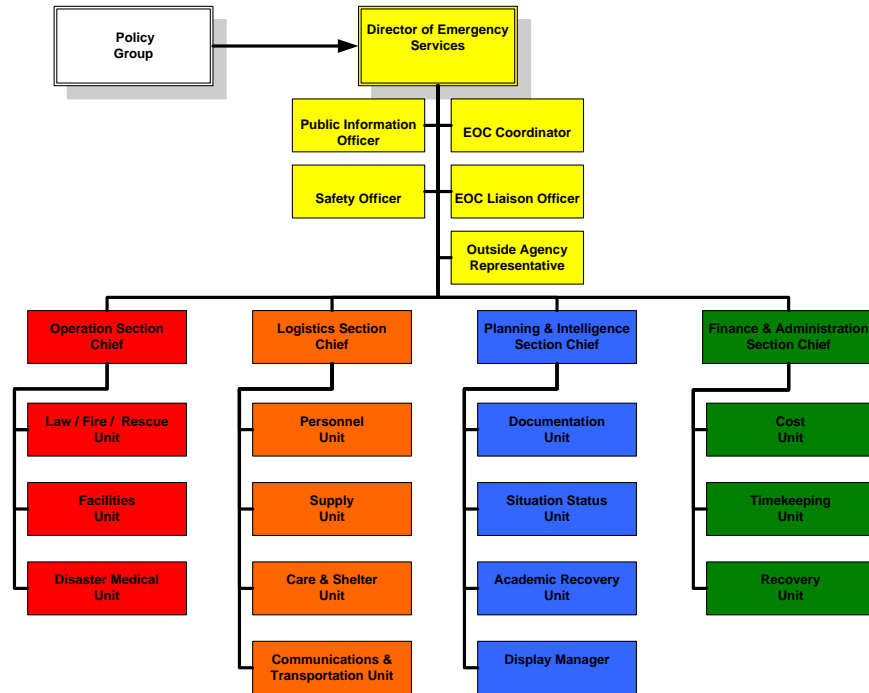 Policy
Group
Director of Emergency
Services
Public Information
Officer
EOC Coordinator
Safety Officer
EOC Liaison Officer
Outside Agency
Representative
Operation Section
Chief
Logistics Section
Chief
Planning & Intelligence
Section Chief
Finance & Administration
Section Chief
Law / Fire /  Rescue
Unit
Personnel
Unit
Documentation
Unit
Cost
Unit
Facilities
Unit
Supply
Unit
Situation Status
Unit
Timekeeping
Unit
Disaster Medical
Unit
Care & Shelter
Unit
Academic Recovery
Unit
Recovery
Unit
Communications &
Transportation Unit
Display Manager